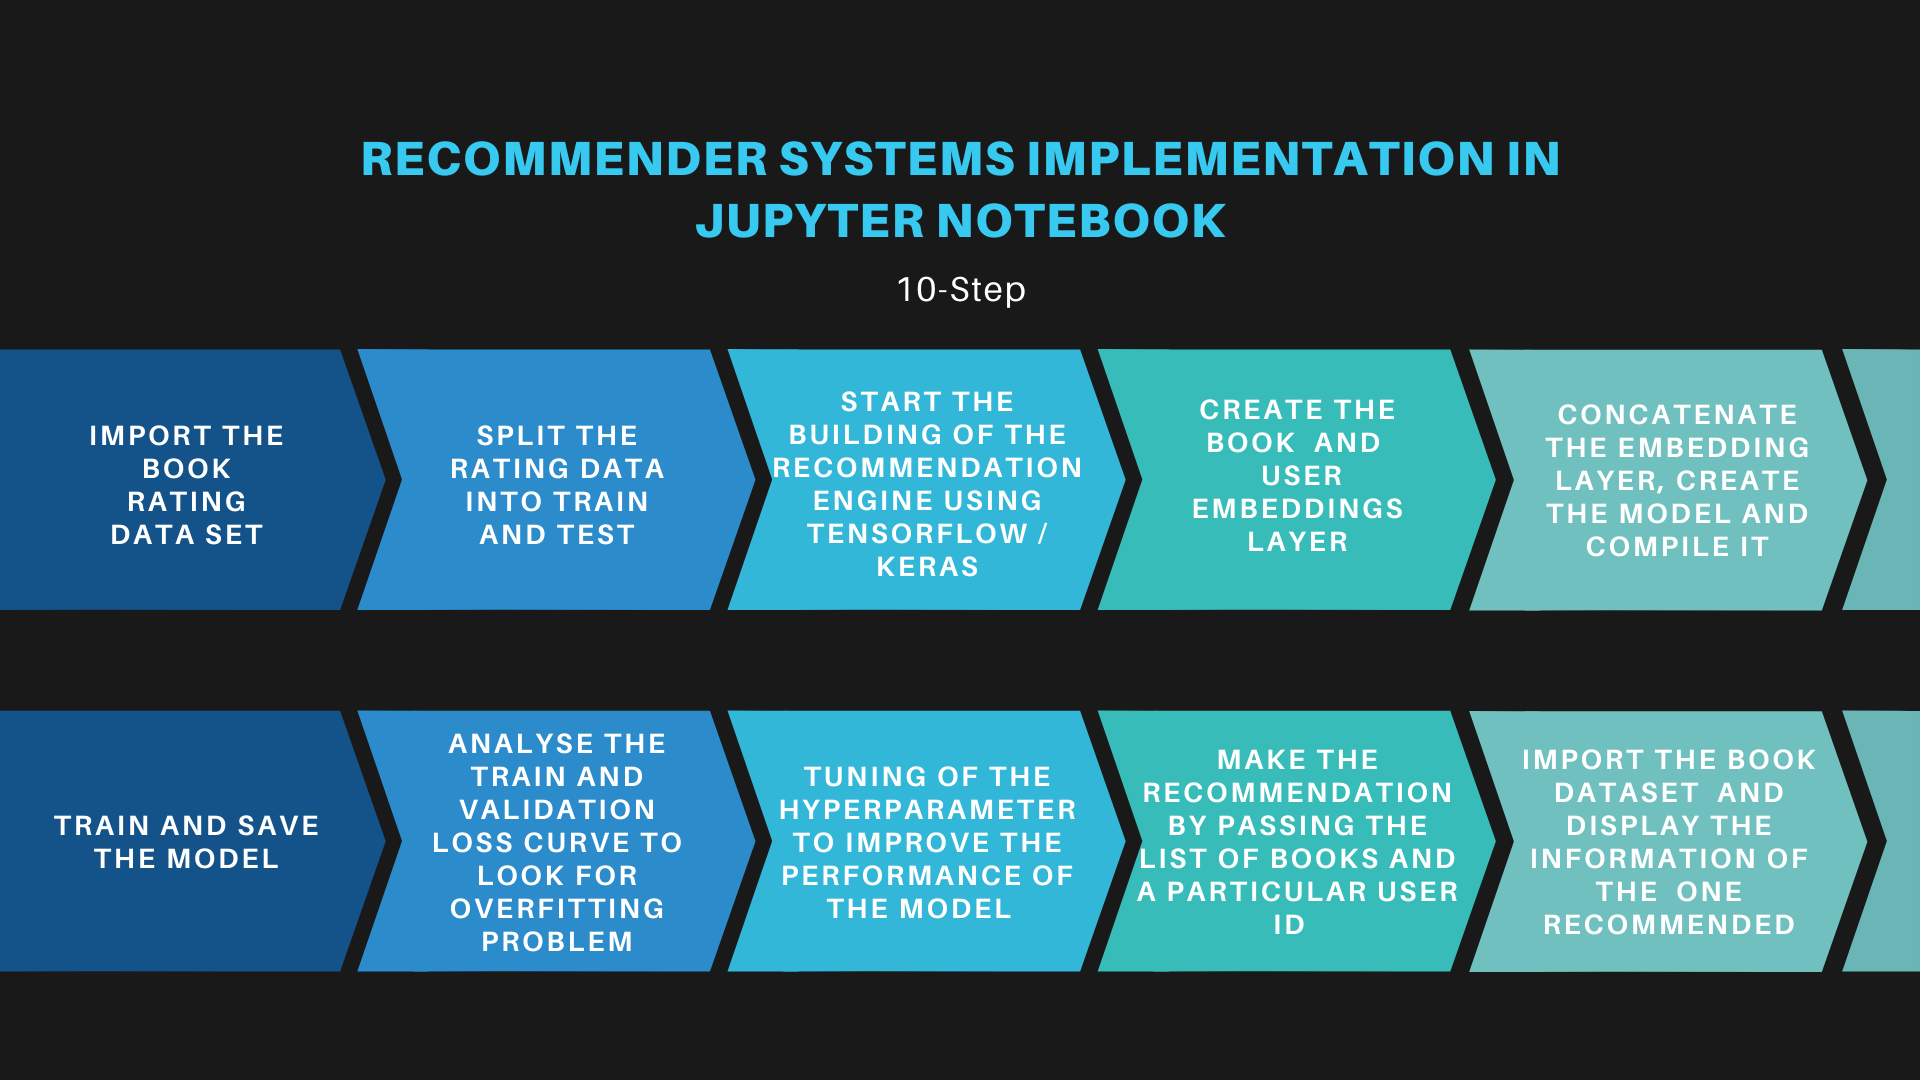 RECOMMENDER SYSTEMS IMPLEMENTATION IN
JUPYTER NOTEBOOK
10-Step
IMPORT THE
BOOK
RATING
DATA SET
SPLIT THE
RATING DATA
INTO TRAIN
AND TEST
START THE
BUILDING OF THE
RECOMMENDATION
ENGINE USING
TENSORFLOW /
KERAS
CREATE THE
BOOK AND
USER
EMBEDDINGS
LAYER
CONCATENATE
THE EMBEDDING
LAYER, CREATE
THE MODEL AND
COMPILE IT
TRAIN AND SAVE
THE MODEL
ANALYSE THE
TRAIN AND
VALIDATION
LOSS CURVE TO
LOOK FOR
OVERFITTING
PROBLEM
TUNING OF THE
HYPERPARAMETER
TO IMPROVE THE
PERFORMANCE OF
THE MODEL
MAKE THE
RECOMMENDATION
BY PASSING THE
LIST OF BOOKS AND
A PARTICULAR USER
ID
IMPORT THE BOOK
DATASET AND
DISPLAY THE
INFORMATION OF
THE ONE
RECOMMENDED